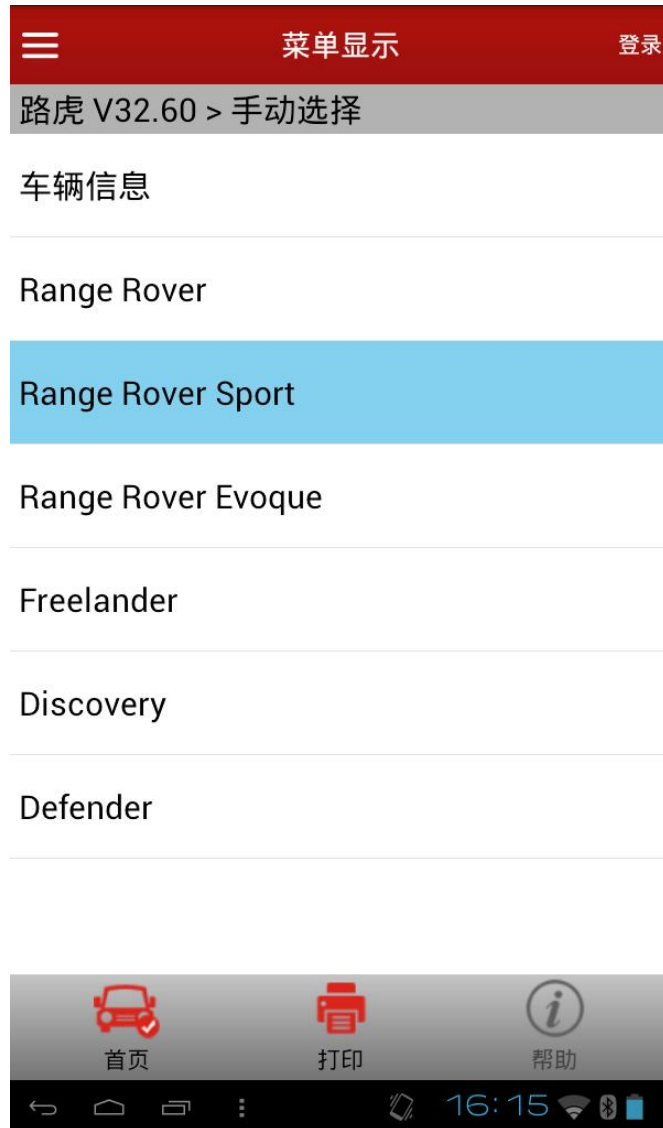 菜单显示 登录
路虎 V32.60 > 手动选择
车辆信息
Range Rover
Range Rover Sport
Range Rover Evoque
Freelander
Discovery
Defender
首页 打印 帮助
16:15